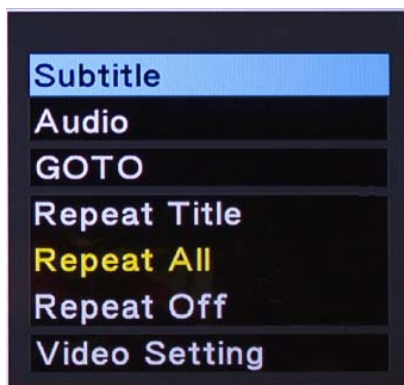 Subtitle
Audio
GOTO
Repeat Title
Repeat All
Repeat Off
Video Setting